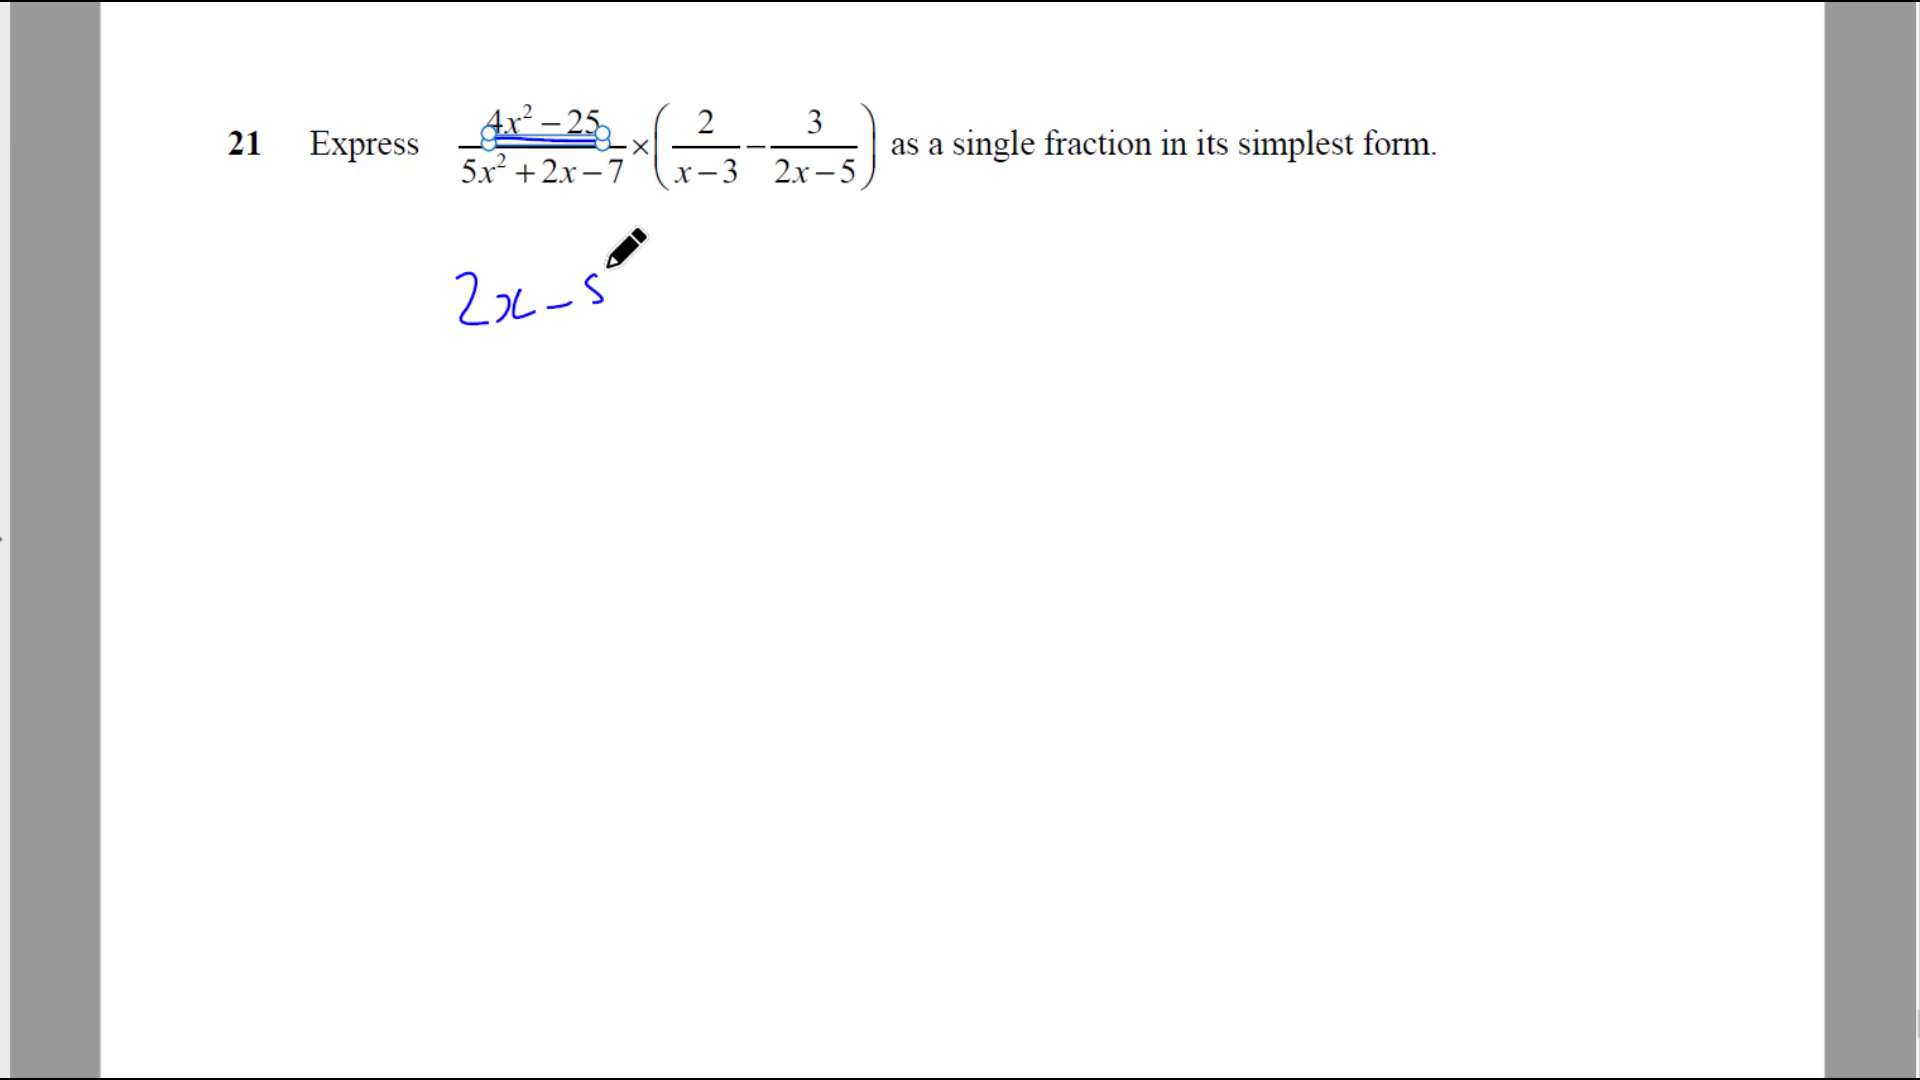 21 Express (4x² − 25)/(5x² + 2x − 7) × (2/(x − 3) − 3/(2x − 5)) as a single fraction in its simplest form.
2x − 5